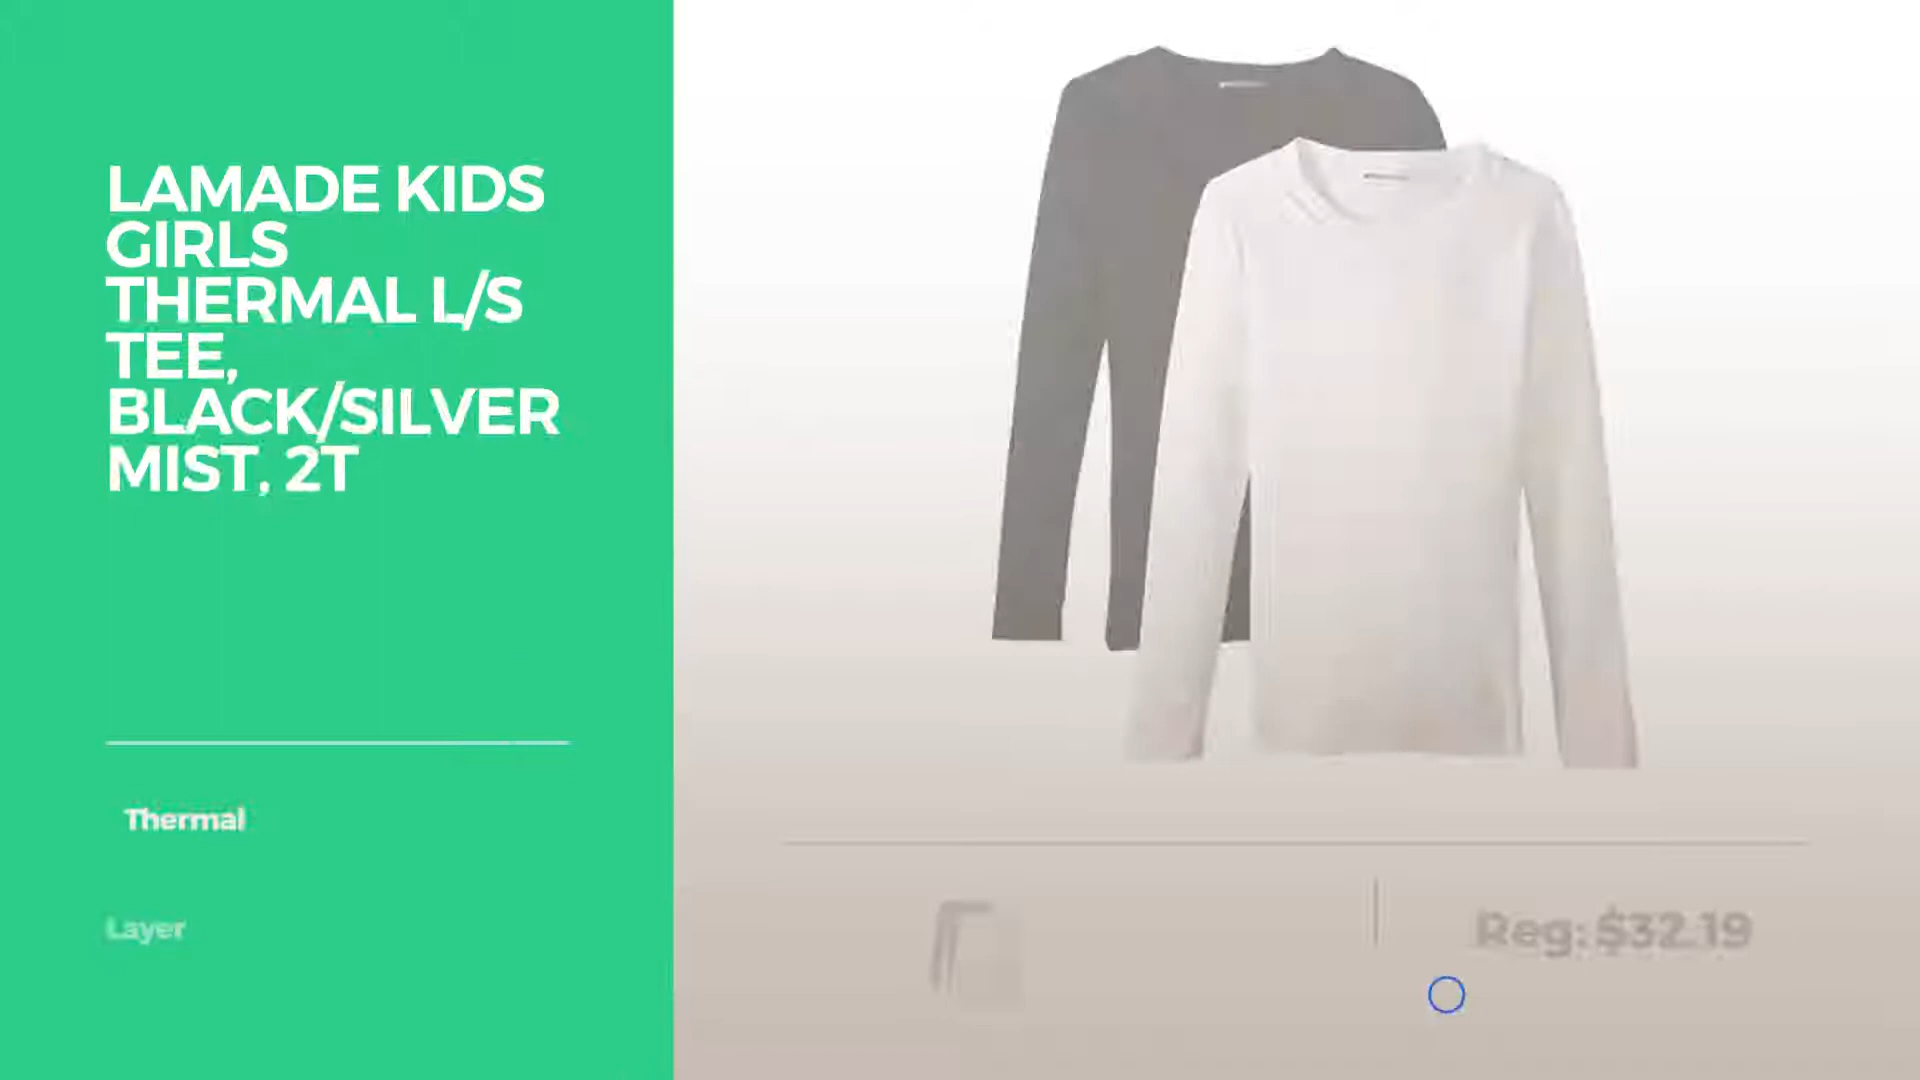 LAMADE KIDS
GIRLS
THERMAL L/S
TEE,
BLACK/SILVER
MIST, 2T
Thermal
Layer
Reg: $32.19